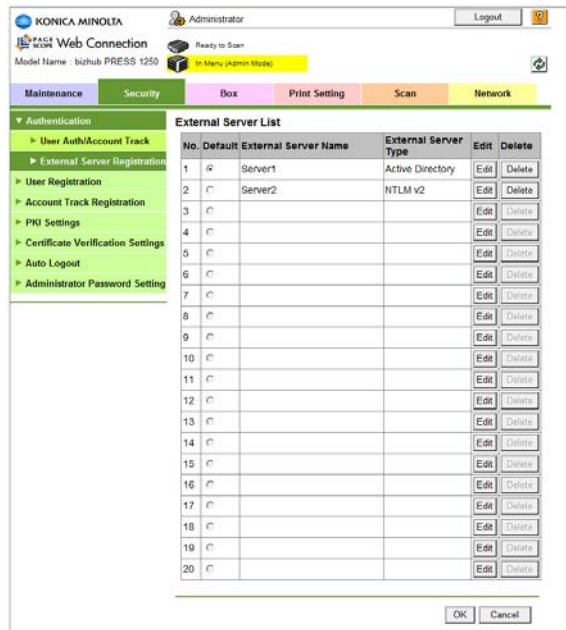 KONICA MINOLTA
Administrator
Logout
?
PAGE SCOPE Web Connection
Ready to Scan
Model Name : bizhub PRESS 1250
In Menu (Admin Mode)
Maintenance Security Box Print Setting Scan Network
Authentication
User Auth/Account Track
External Server Registration
User Registration
Account Track Registration
PKI Settings
Certificate Verification Settings
Auto Logout
Administrator Password Setting
External Server List
No. Default External Server Name External Server Type Edit Delete
1 Server1 Active Directory Edit Delete
2 Server2 NTLM v2 Edit Delete
3 Edit Delete
4 Edit Delete
5 Edit Delete
6 Edit Delete
7 Edit Delete
8 Edit Delete
9 Edit Delete
10 Edit Delete
11 Edit Delete
12 Edit Delete
13 Edit Delete
14 Edit Delete
15 Edit Delete
16 Edit Delete
17 Edit Delete
18 Edit Delete
19 Edit Delete
20 Edit Delete
OK Cancel